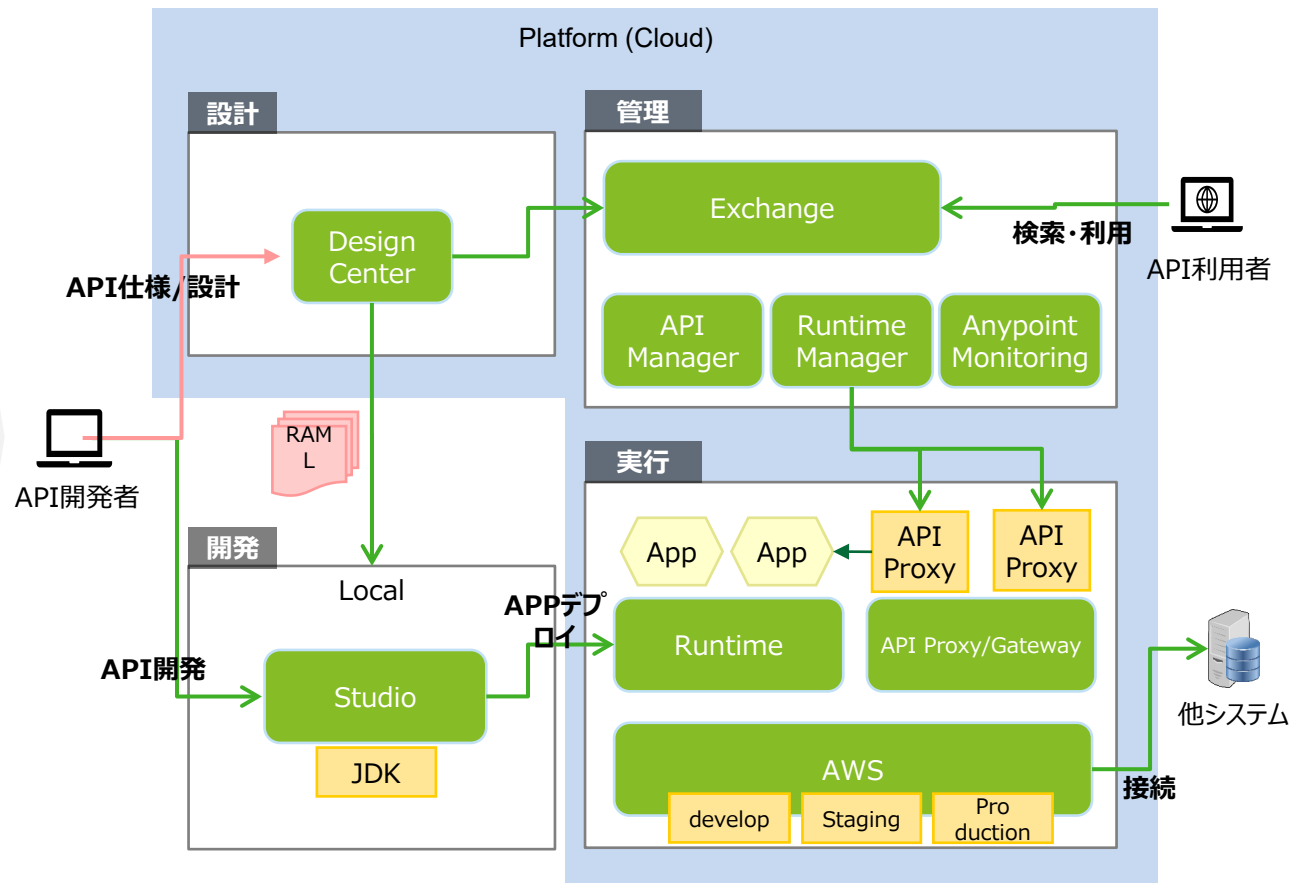 Platform (Cloud)
設計
管理
Design
Center
Exchange
検索・利用
API利用者
API仕様/設計
API
Manager
Runtime
Manager
Anypoint
Monitoring
RAM
L
API開発者
実行
App
App
API
Proxy
API
Proxy
開発
Local
APPデプ
ロイ
Runtime
API Proxy/Gateway
API開発
Studio
JDK
他システム
AWS
接続
develop
Staging
Pro
duction